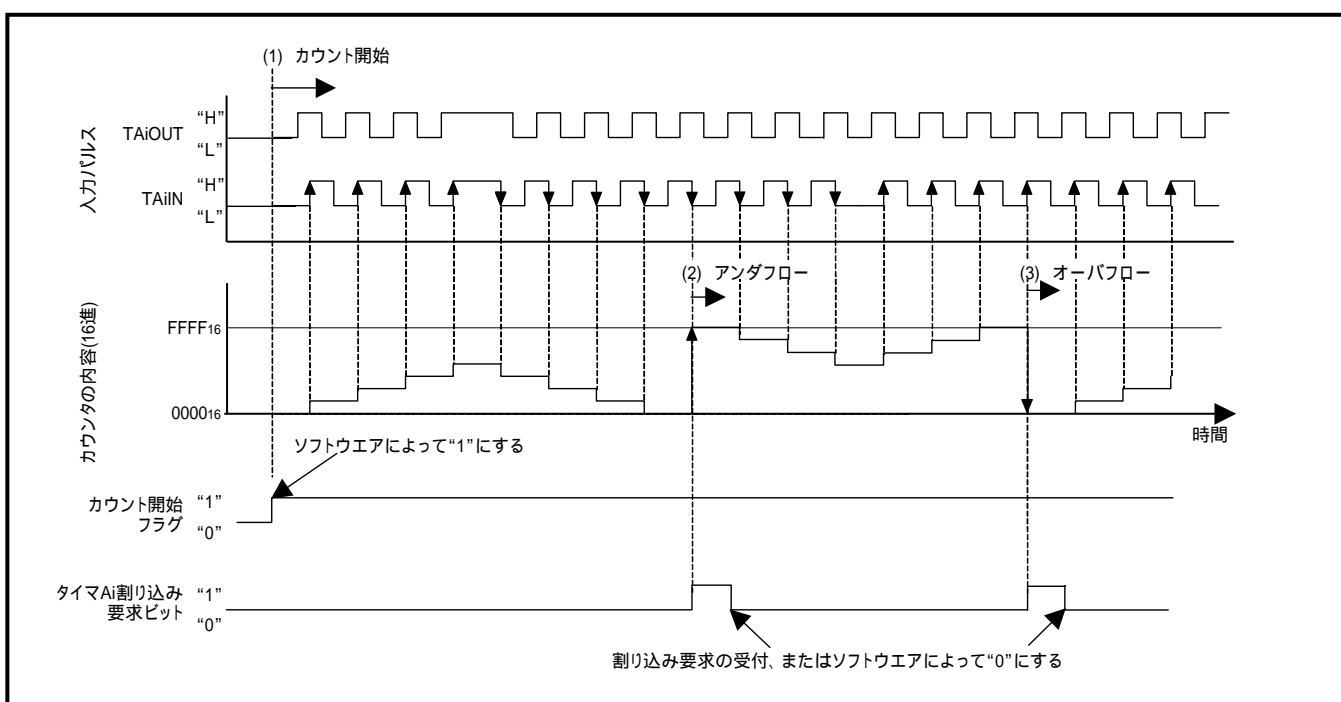 (1) カウント開始
入力パルス
TAiOUT
“H”
“L”
TAiIN
“H”
“L”
(2) アンダフロー
(3) オーバフロー
カウンタの内容(16進)
FFFF16
000016
時間
ソフトウエアによって“1”にする
カウント開始
フラグ
“1”
“0”
タイマAi割り込み
要求ビット
“1”
“0”
割り込み要求の受付、またはソフトウエアによって“0”にする